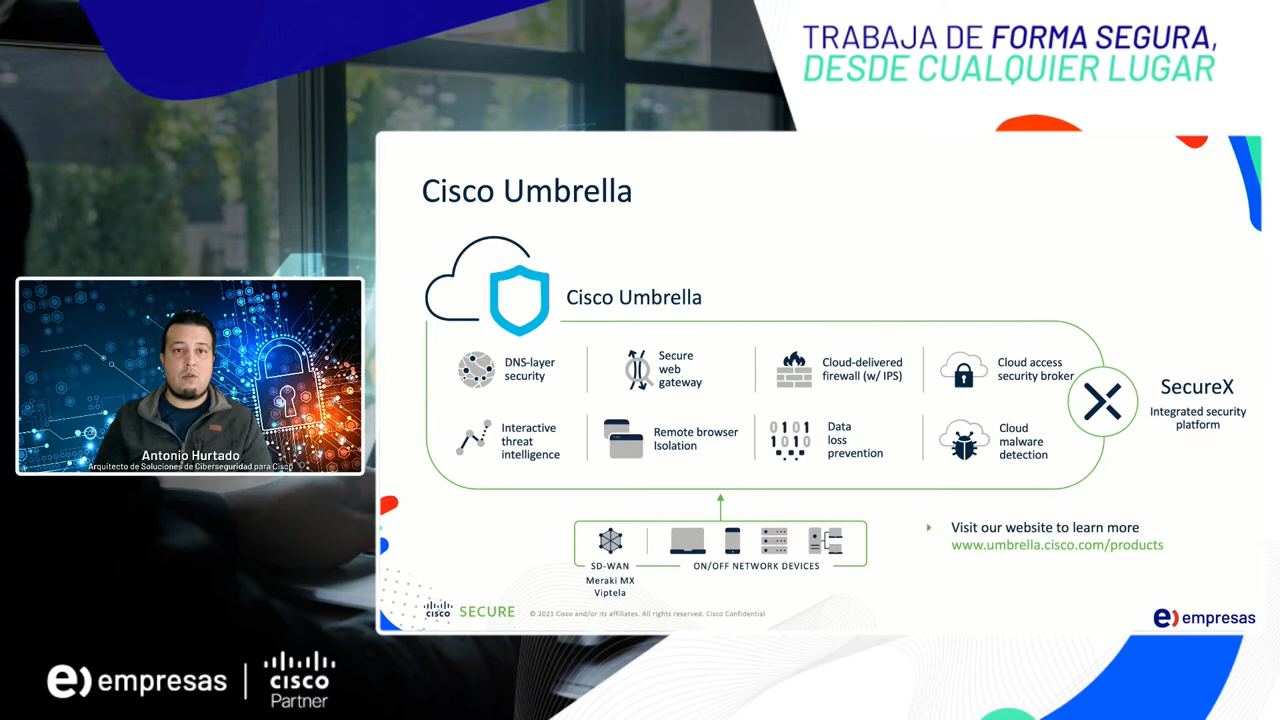 TRABAJA DE FORMA SEGURA,
DESDE CUALQUIER LUGAR
Cisco Umbrella
Cisco Umbrella
DNS-layer
security
Secure
web
gateway
Cloud-delivered
firewall (w/ IPS)
Cloud access
security broker
Interactive
threat
intelligence
Remote browser
Isolation
0101
1010
Data
loss
prevention
Cloud
malware
detection
SecureX
Integrated security
platform
SD-WAN
Meraki MX
Viptela
ON/OFF NETWORK DEVICES
Visit our website to learn more
www.umbrella.cisco.com/products
CISCO SECURE
© 2021 Cisco and/or its affiliates. All rights reserved. Cisco Confidential
e) empresas
Antonio Hurtado
Arquitecto de Soluciones de Ciberseguridad para Cisco
e) empresas
CISCO
Partner